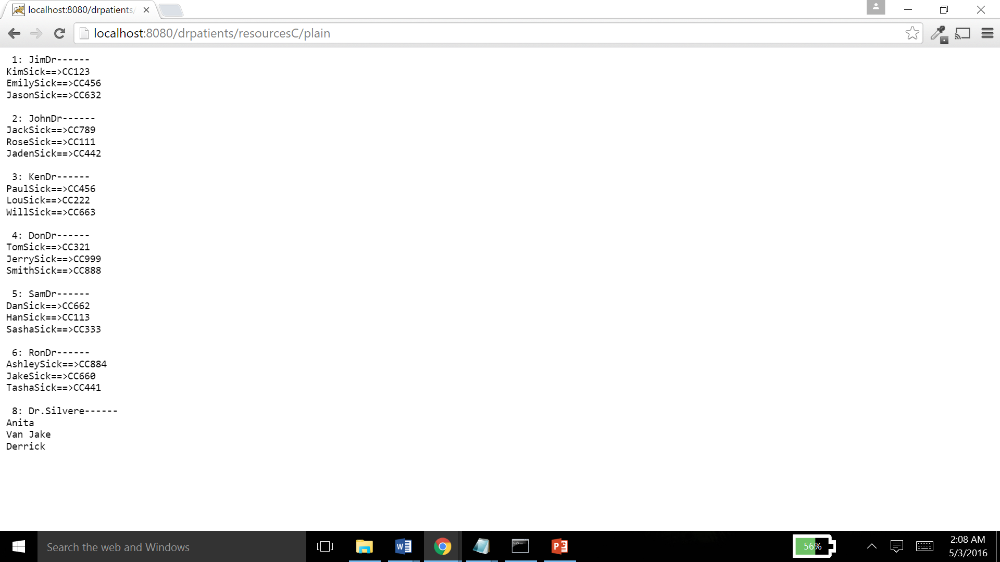 localhost:8080/drpatients/
localhost:8080/drpatients/resourcesC/plain
1: JimDr------
KimSick==>CC123
EmilySick==>CC456
JasonSick==>CC632
2: JohnDr------
JackSick==>CC789
RoseSick==>CC111
JadenSick==>CC442
3: KenDr------
PaulSick==>CC456
LouSick==>CC222
WillSick==>CC663
4: DonDr------
TomSick==>CC321
JerrySick==>CC999
SmithSick==>CC888
5: SamDr------
DanSick==>CC662
HanSick==>CC113
SashaSick==>CC333
6: RonDr------
AshleySick==>CC884
JakeSick==>CC660
TashaSick==>CC441
8: Dr.Silvere------
Anita
Van Jake
Derrick
Search the web and Windows
56%
2:08 AM
5/3/2016